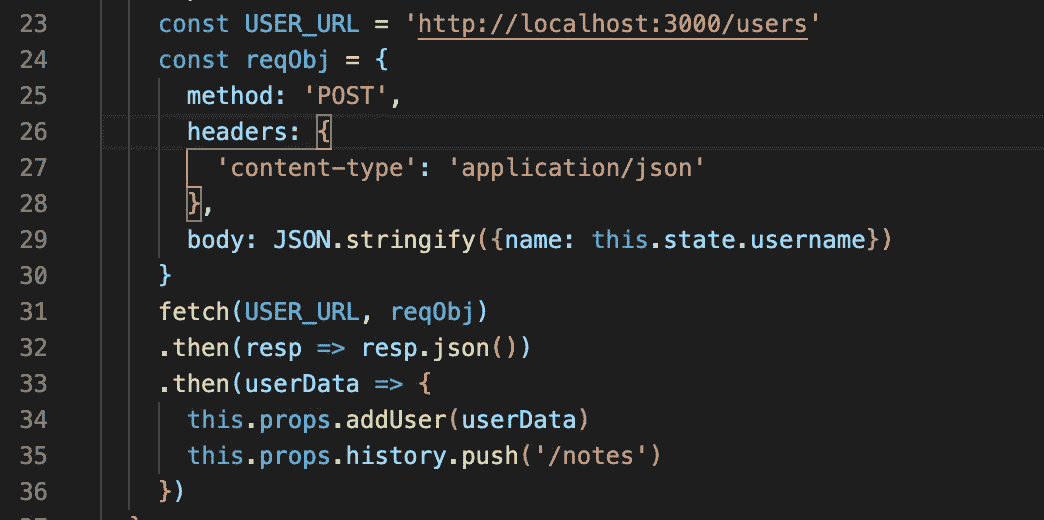 23 const USER_URL = 'http://localhost:3000/users'
24 const reqObj = {
25 method: 'POST',
26 headers: {
27 'content-type': 'application/json'
28 },
29 body: JSON.stringify({name: this.state.username})
30 }
31 fetch(USER_URL, reqObj)
32 .then(resp => resp.json())
33 .then(userData => {
34 this.props.addUser(userData)
35 this.props.history.push('/notes')
36 })